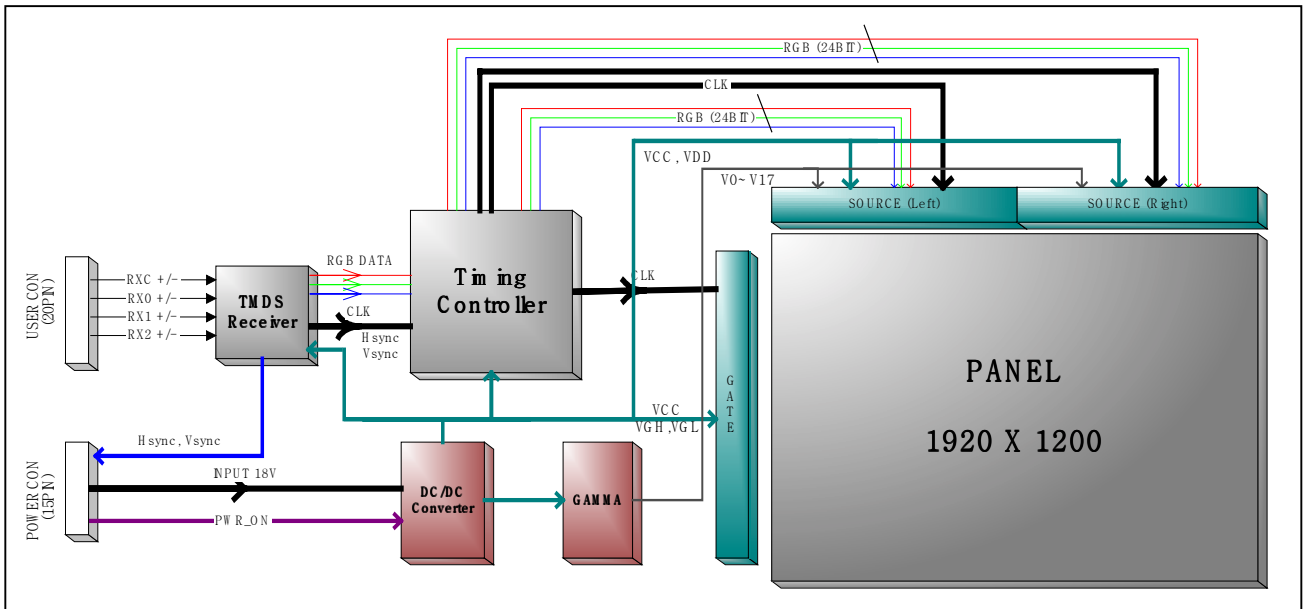 RGB (24BIT)
CLK
RGB (24BIT)
VCC, VDD
V0~ V17
SOURCE (Left)
SOURCE (Right)
USER CON
(20PIN)
RXC +/-
RX0 +/-
RX1 +/-
RX2 +/-
TMDS
Receiver
RGB DATA
CLK
Hsync
Vsync
Timing
Controller
CLK
GATE
PANEL
1920 X 1200
VCC
VGH,VGL
POWER CON
(15PIN)
Hsync, Vsync
INPUT 18V
PWR_ON
DC/DC
Converter
GAMMA